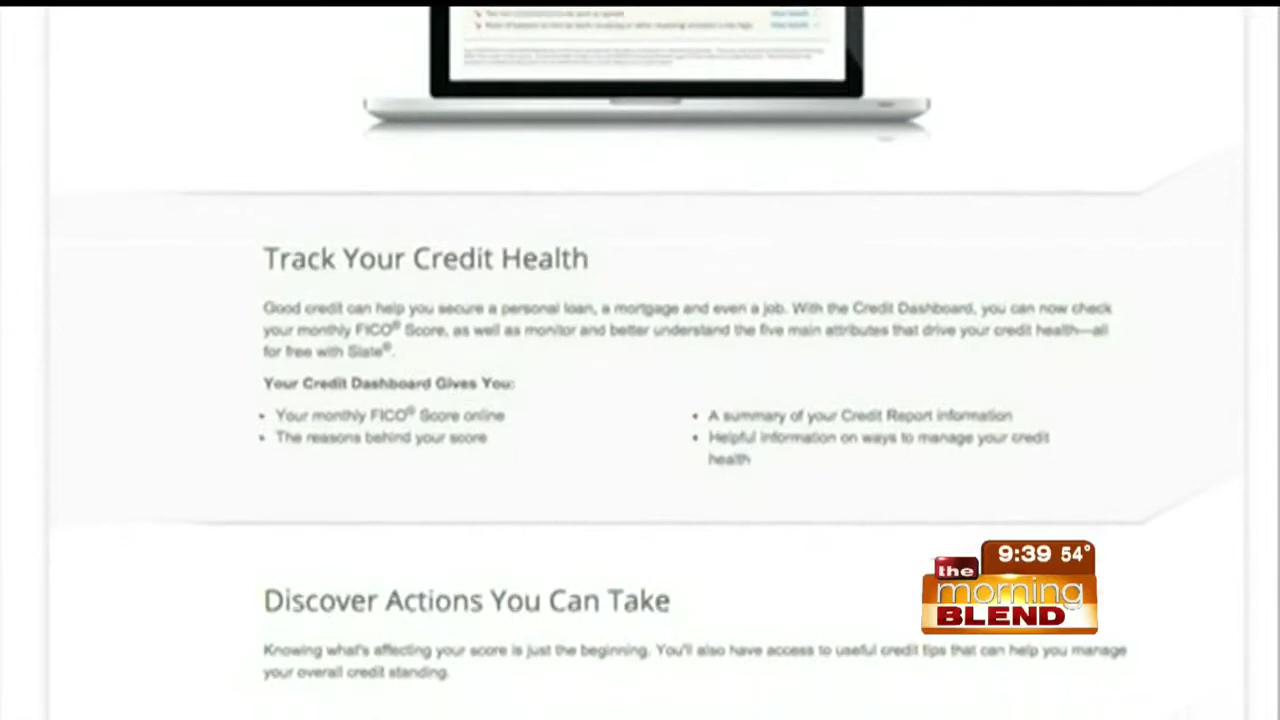 Track Your Credit Health
Good credit can help you secure a personal loan, a mortgage and even a job. With the Credit Dashboard, you can now check
your monthly FICO® Score, as well as monitor and better understand the five main attributes that drive your credit health—all
for free with Slate®.
Your Credit Dashboard Gives You:
• Your monthly FICO® Score online
• The reasons behind your score
• A summary of your Credit Report information
• Helpful information on ways to manage your credit
health
Discover Actions You Can Take
Knowing what's affecting your score is just the beginning. You'll also have access to useful credit tips that can help you manage
your overall credit standing.
9:39 54°
the
morning
BLEND